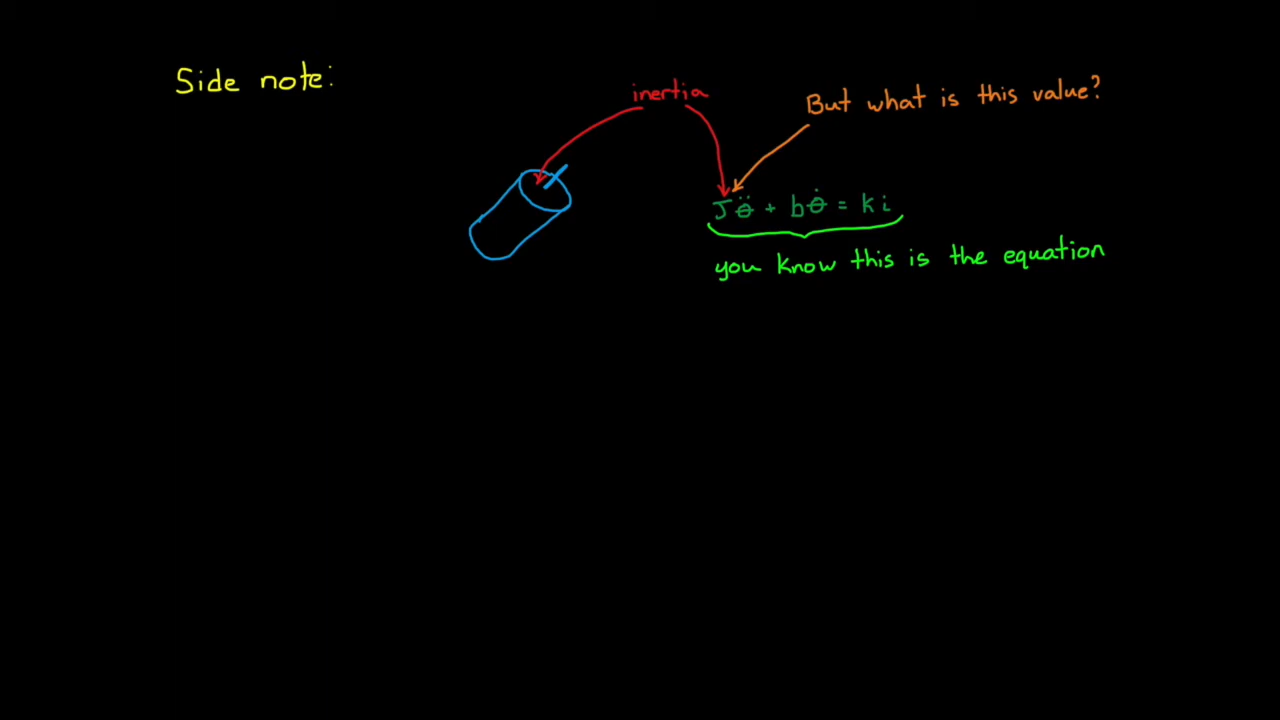 Side note:
inertia
But what is this value?
Jθ̈ + bθ̇ = ki
you know this is the equation